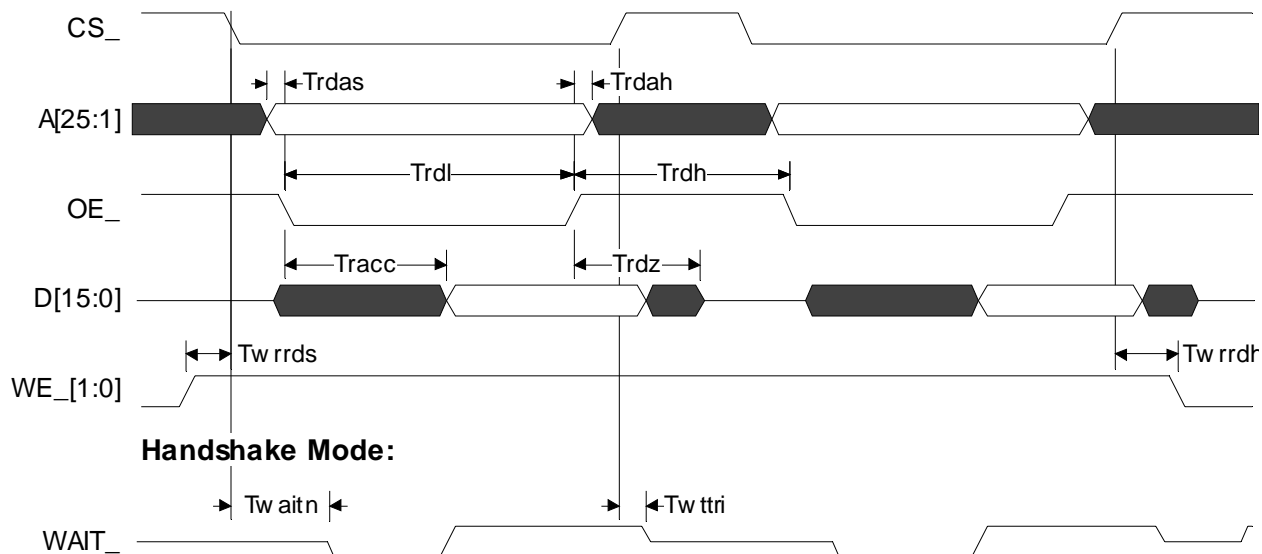 CS_
Trdas
Trdah
A[25:1]
Trdl
Trdh
OE_
Tracc
Trdz
D[15:0]
Tw rrds
Tw rrdh
WE_[1:0]
Handshake Mode:
Tw aitn
Tw ttri
WAIT_